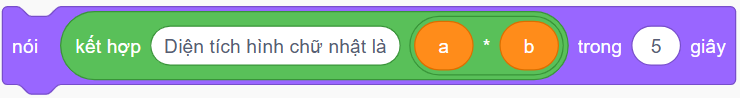 nói kết hợp Diện tích hình chữ nhật là a * b trong 5 giây